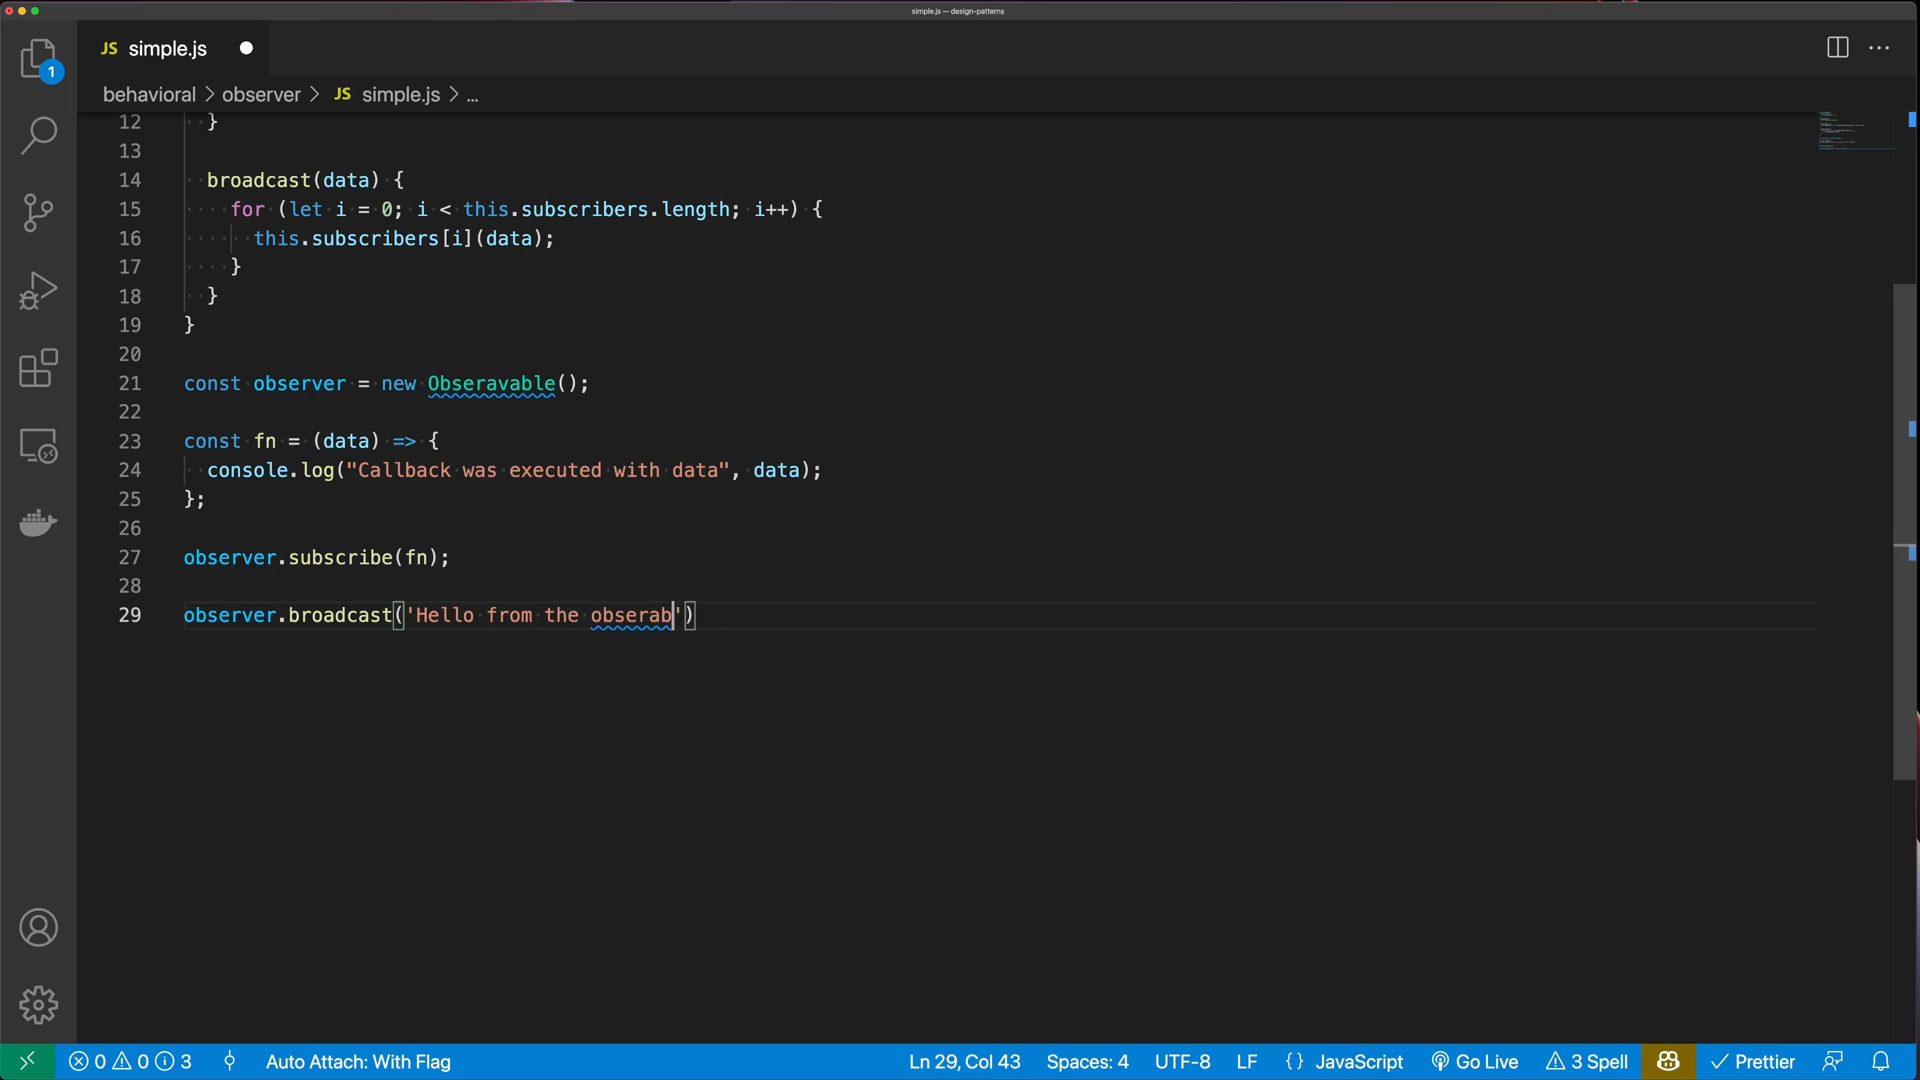 simple.js — design-patterns
JS simple.js
1
behavioral > observer > JS simple.js > ...
12 }
13
14 broadcast(data) {
15 for (let i = 0; i < this.subscribers.length; i++) {
16 this.subscribers[i](data);
17 }
18 }
19 }
20
21 const observer = new Obseravable();
22
23 const fn = (data) => {
24 console.log("Callback was executed with data", data);
25 };
26
27 observer.subscribe(fn);
28
29 observer.broadcast('Hello from the obserab')
0 0 3 Auto Attach: With Flag Ln 29, Col 43 Spaces: 4 UTF-8 LF {} JavaScript Go Live 3 Spell Prettier